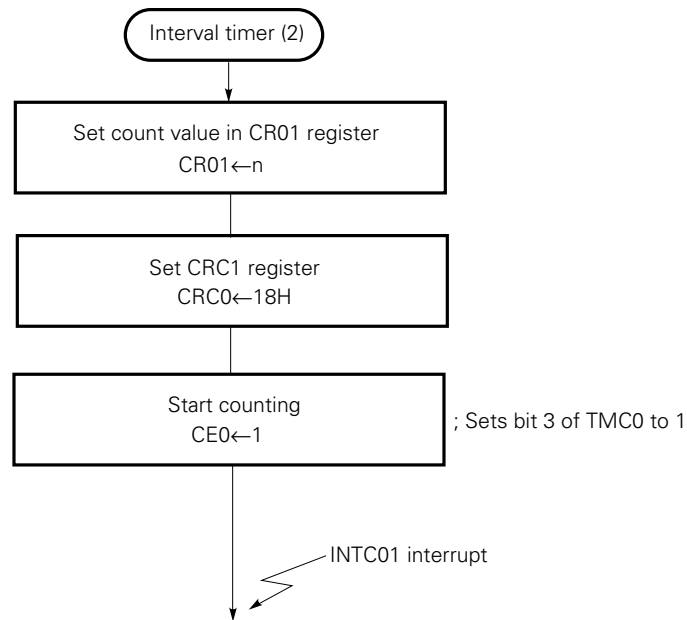 Interval timer (2)
Set count value in CR01 register
CR01←n
Set CRC1 register
CRC0←18H
Start counting
CE0←1
; Sets bit 3 of TMC0 to 1
INTC01 interrupt